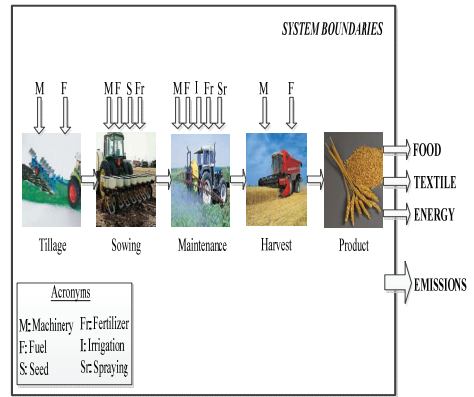 SYSTEM BOUNDARIES
M F
M F S Fr
M F I Fr Sr
M F
FOOD
TEXTILE
ENERGY
EMISSIONS
Tillage
Sowing
Maintenance
Harvest
Product
Acronyms
M: Machinery
F: Fuel
S: Seed
Fr: Fertilizer
I: Irrigation
Sr: Spraying